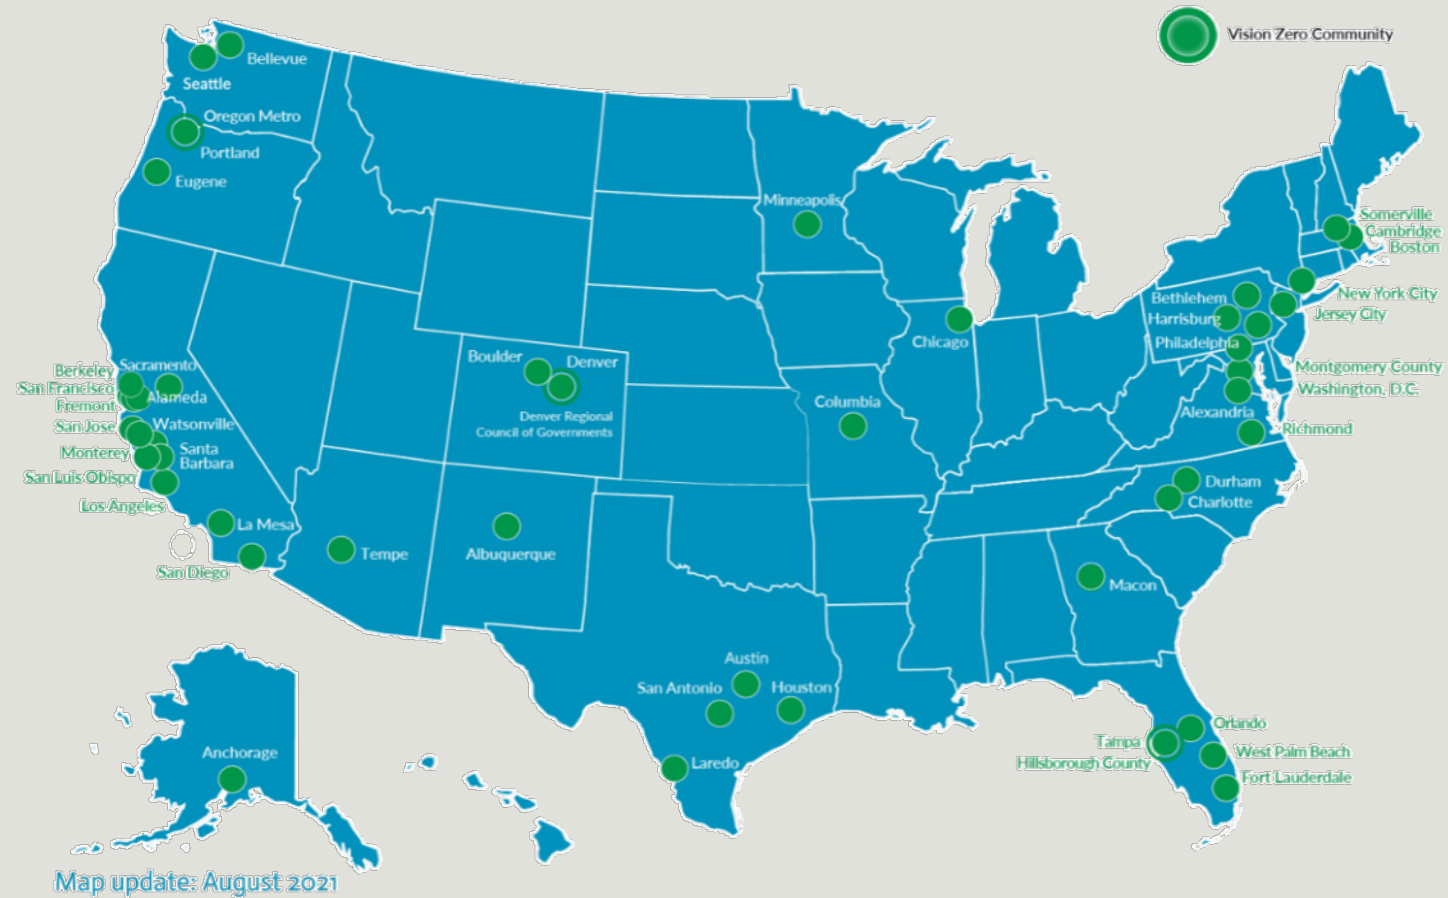 Vision Zero Community
Bellevue
Seattle
Oregon Metro
Portland
Eugene
Minneapolis
Somerville
Cambridge
Boston
Bethlehem
New York City
Harrisburg
Jersey City
Chicago
Philadelphia
Boulder
Denver
Denver Regional
Council of Governments
Sacramento
Berkeley
San Francisco
Alameda
Fremont
San Jose
Watsonville
Monterey
Santa
Barbara
San Luis Obispo
Los Angeles
Montgomery County
Washington, D.C.
Columbia
Alexandria
Richmond
Durham
Charlotte
La Mesa
San Diego
Tempe
Albuquerque
Macon
Austin
San Antonio
Houston
Laredo
Orlando
Tampa
West Palm Beach
Hillsborough County
Fort Lauderdale
Anchorage
Map update: August 2021